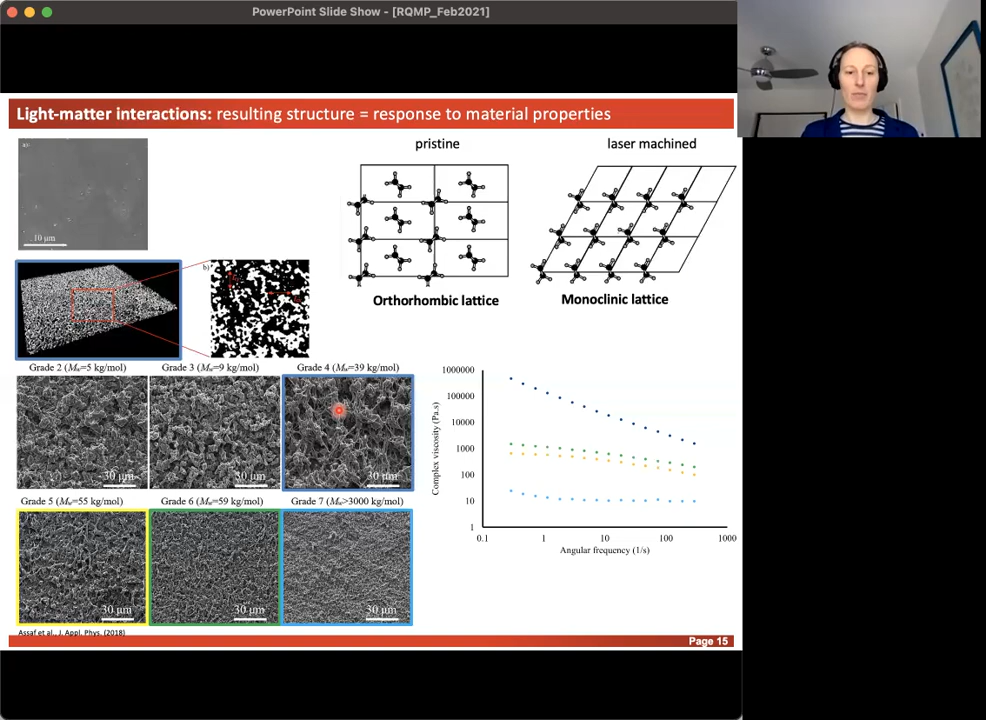 PowerPoint Slide Show - [RQMP_Feb2021]
Light-matter interactions: resulting structure = response to material properties
pristine
laser machined
a)
10 µm
Orthorhombic lattice
Monoclinic lattice
b)
Grade 2 (Mw=5 kg/mol)
Grade 3 (Mw=9 kg/mol)
Grade 4 (Mw=39 kg/mol)
30 µm
30 µm
30 µm
Grade 5 (Mw=55 kg/mol)
Grade 6 (Mw=59 kg/mol)
Grade 7 (Mw>3000 kg/mol)
30 µm
30 µm
30 µm
Complex viscosity (Pa.s)
1000000
100000
10000
1000
100
10
1
0.1
1
10
100
1000
Angular frequency (1/s)
Assaf et al., J. Appl. Phys. (2018)
Page 15